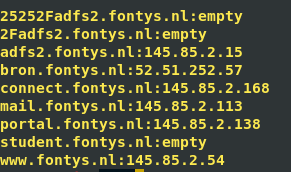 25252Fadfs2.fontys.nl:empty
2Fadfs2.fontys.nl:empty
adfs2.fontys.nl:145.85.2.15
bron.fontys.nl:52.51.252.57
connect.fontys.nl:145.85.2.168
mail.fontys.nl:145.85.2.113
portal.fontys.nl:145.85.2.138
student.fontys.nl:empty
www.fontys.nl:145.85.2.54